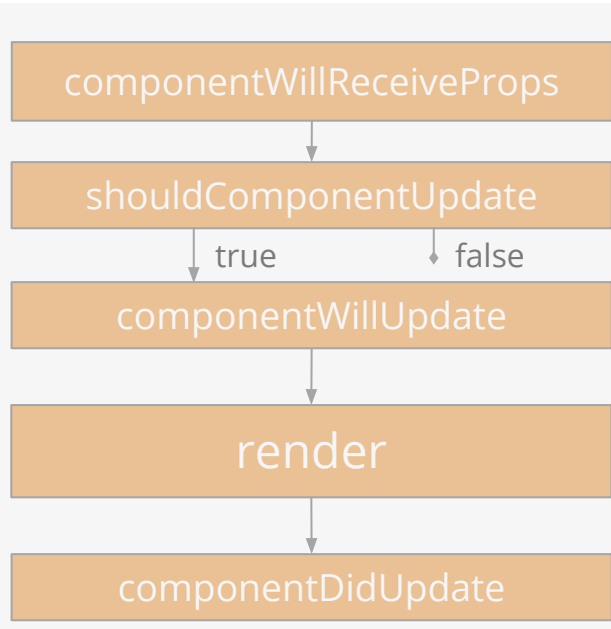 componentWillReceiveProps
shouldComponentUpdate
true false
componentWillUpdate
render
componentDidUpdate